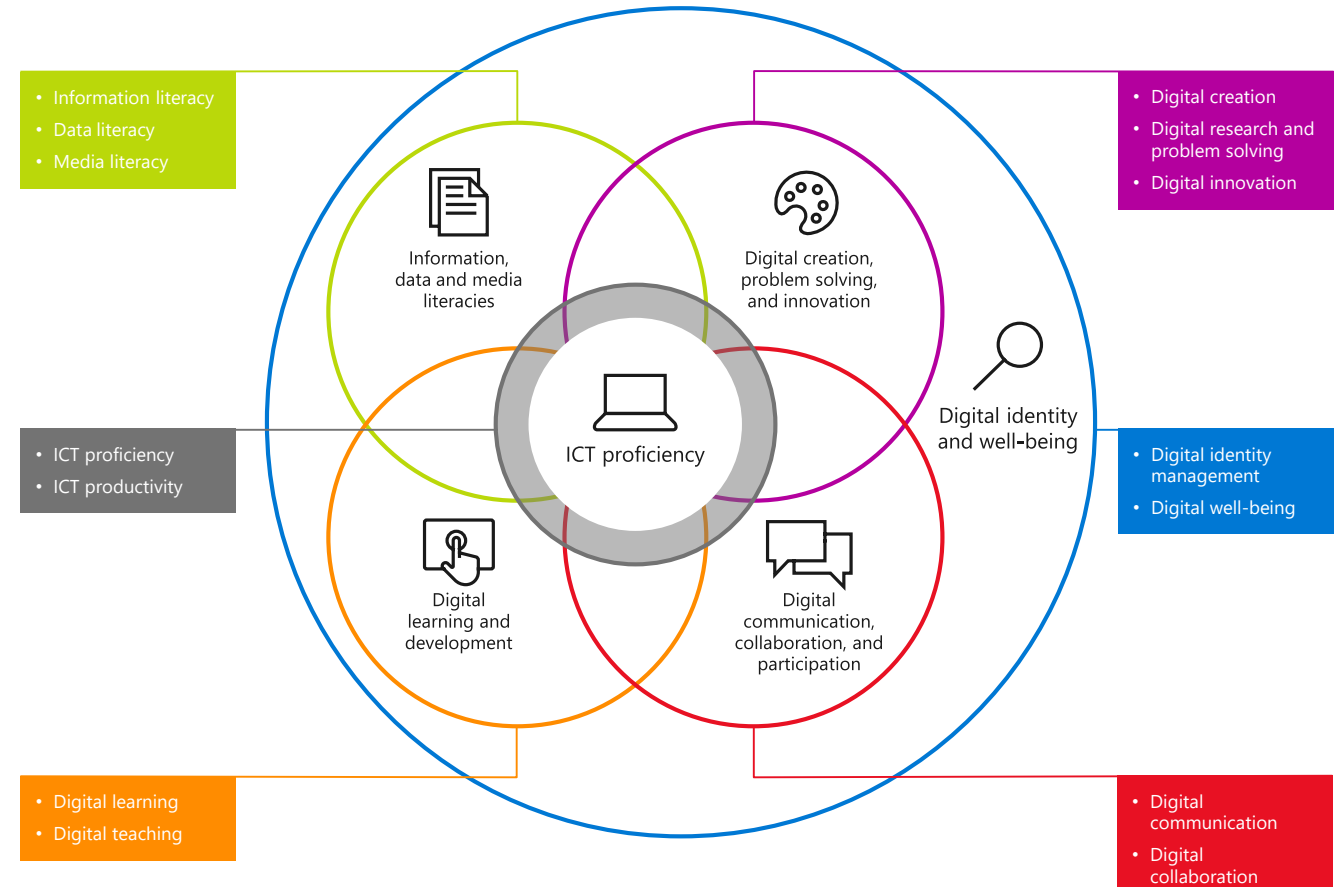 • Information literacy
• Data literacy
• Media literacy
• Digital creation
• Digital research and
problem solving
• Digital innovation
Information,
data and media
literacies
Digital creation,
problem solving,
and innovation
ICT proficiency
Digital identity
and well-being
• ICT proficiency
• ICT productivity
• Digital identity
management
• Digital well-being
Digital
learning and
development
Digital
communication,
collaboration, and
participation
• Digital learning
• Digital teaching
• Digital
communication
• Digital
collaboration